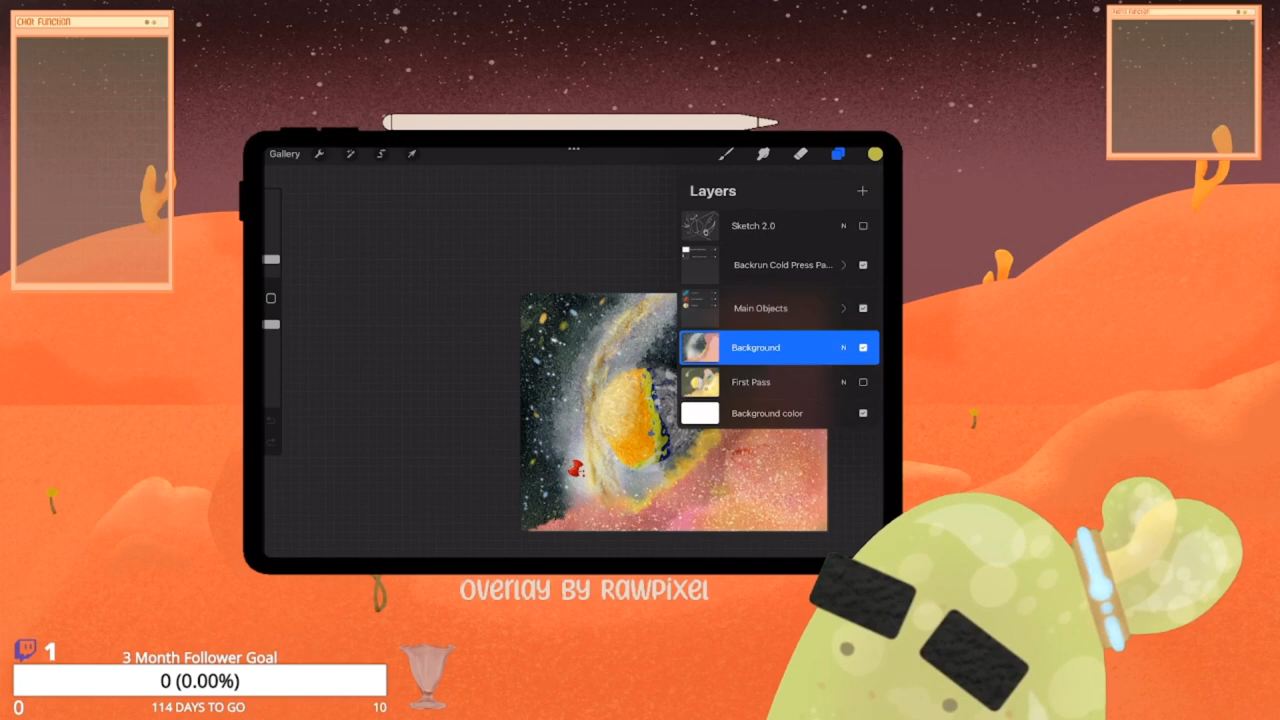 Chat Function
Gallery
Layers
Sketch 2.0
N
Backrun Cold Press Pa...
Main Objects
Background
N
First Pass
N
Background color
Overlay by Rawpixel
1
3 Month Follower Goal
0 (0.00%)
0
114 DAYS TO GO
10